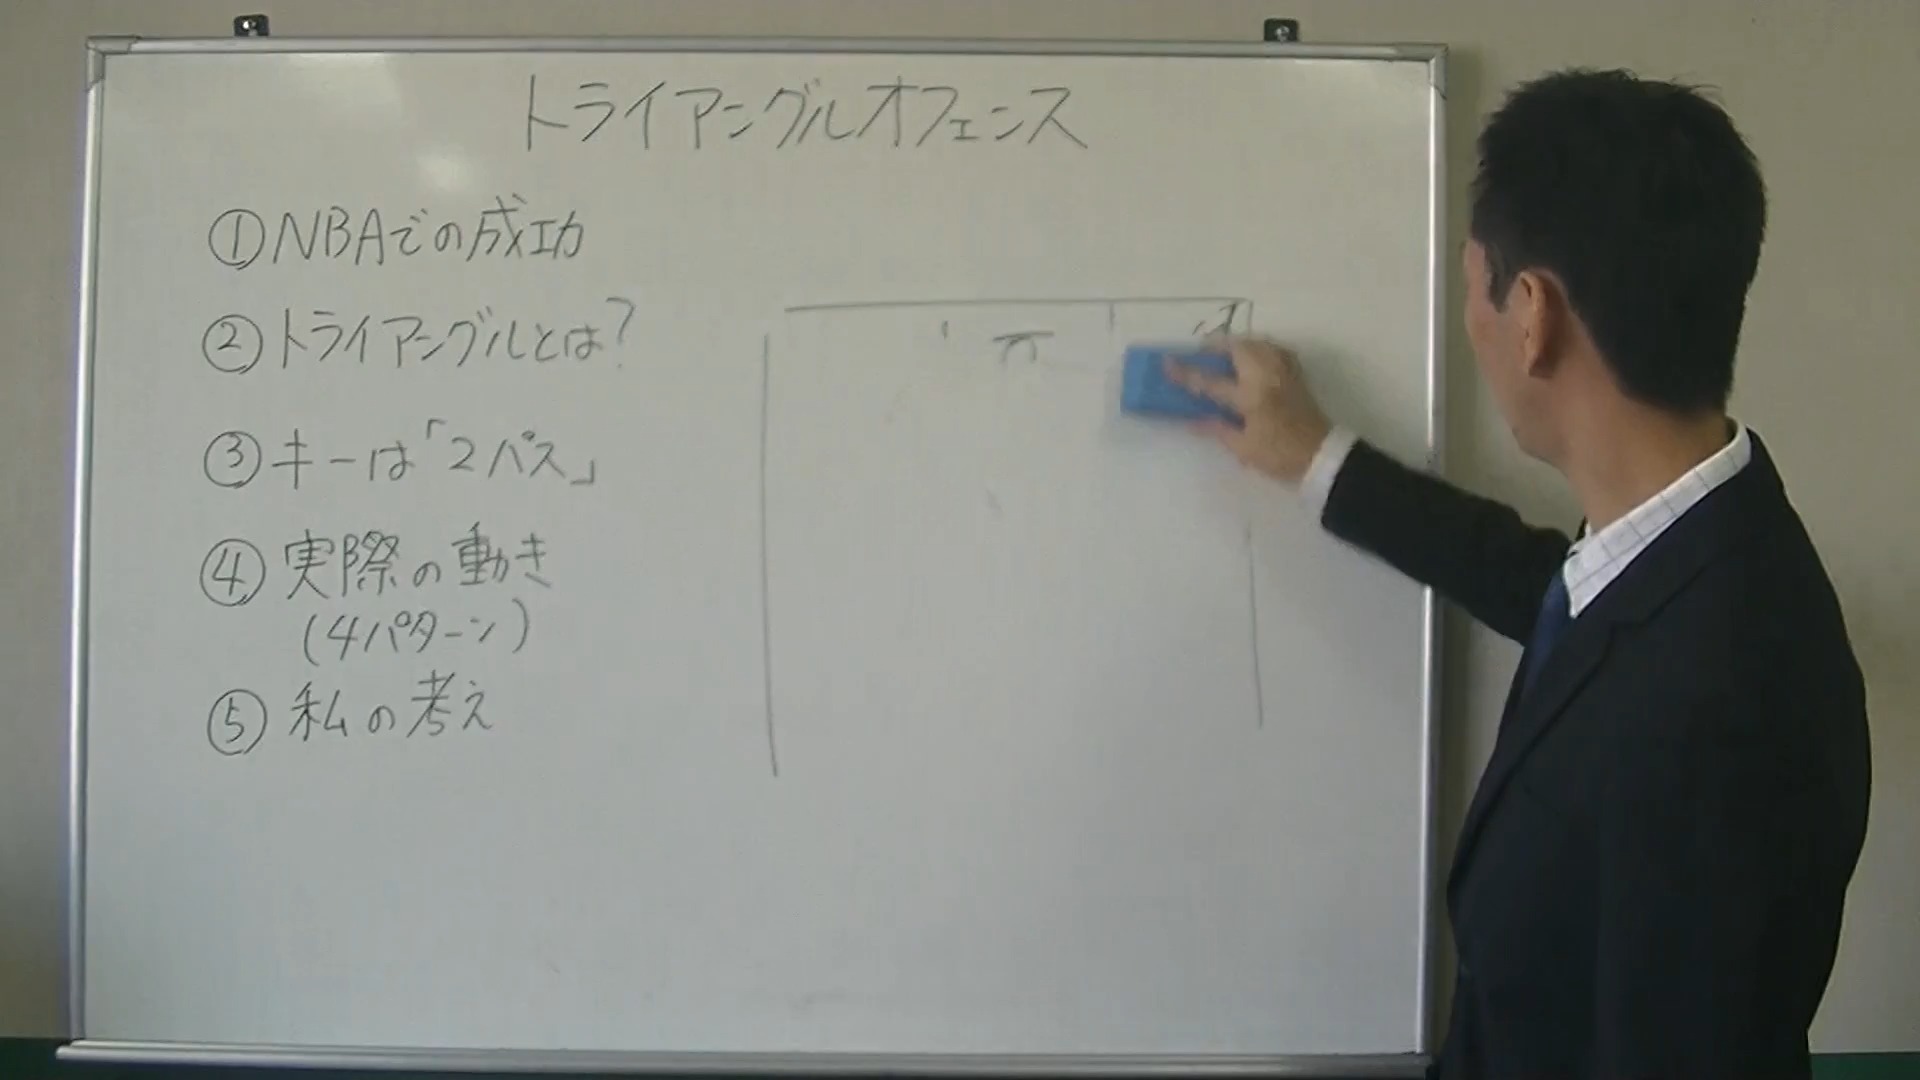 トライアングルオフェンス
①NBAでの成功
②トライアングルとは?
③キーは「2パス」
④実際の動き
(4パターン)
⑤私の考え